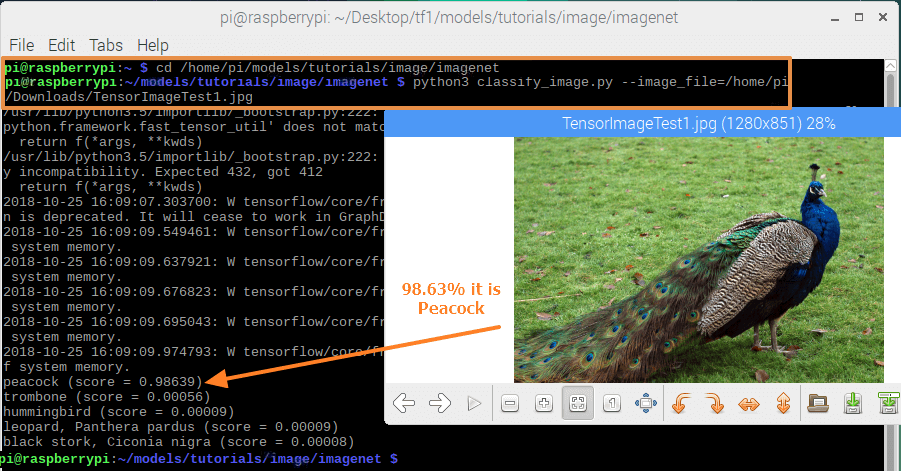 pi@raspberrypi: ~/Desktop/tf1/models/tutorials/image/imagenet
File Edit Tabs Help
pi@raspberrypi:~ $ cd /home/pi/models/tutorials/image/imagenet
pi@raspberrypi:~/models/tutorials/image/imagenet $ python3 classify_image.py --image_file=/home/pi
/Downloads/TensorImageTest1.jpg
/usr/lib/python3.5/importlib/_bootstrap.py:222:
python.framework.fast_tensor_util' does not matc
return f(*args, **kwds)
/usr/lib/python3.5/importlib/_bootstrap.py:222:
y incompatibility. Expected 432, got 412
return f(*args, **kwds)
2018-10-25 16:09:07.303700: W tensorflow/core/fr
n is deprecated. It will cease to work in GraphD
2018-10-25 16:09:09.549461: W tensorflow/core/fr
system memory.
2018-10-25 16:09:09.637921: W tensorflow/core/fr
system memory.
2018-10-25 16:09:09.676823: W tensorflow/core/fr
system memory.
2018-10-25 16:09:09.695043: W tensorflow/core/fr
system memory.
2018-10-25 16:09:09.974793: W tensorflow/core/fr
f system memory.
peacock (score = 0.98639)
trombone (score = 0.00056)
hummingbird (score = 0.00009)
leopard, Panthera pardus (score = 0.00009)
black stork, Ciconia nigra (score = 0.00008)
pi@raspberrypi:~/models/tutorials/image/imagenet $
TensorImageTest1.jpg (1280x851) 28%
98.63% it is
Peacock
1